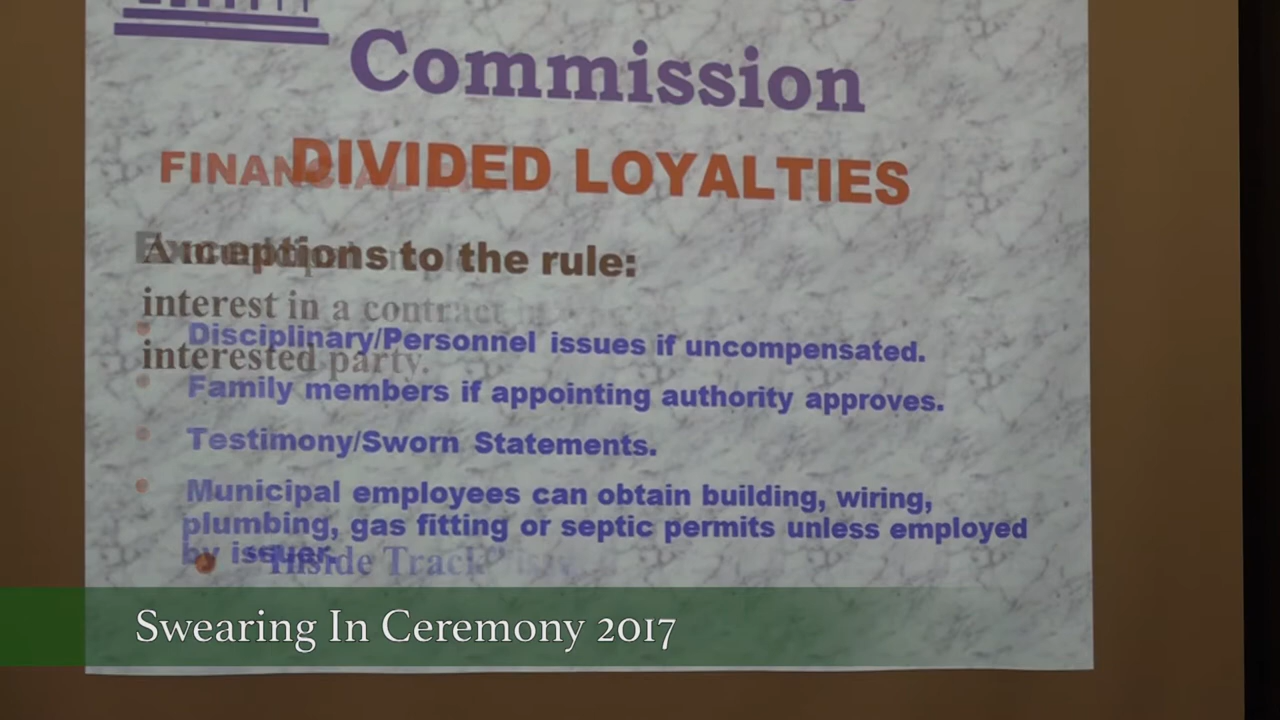 Commission
DIVIDED LOYALTIES
to the rule:
interest in a contract
Disciplinary/Personnel issues if uncompensated.
interested party.
Family members if appointing authority approves.
Testimony/Sworn Statements.
Municipal employees can obtain building, wiring,
plumbing, gas fitting or septic permits unless employed
by issuer.
Inside Track
Swearing In Ceremony 2017